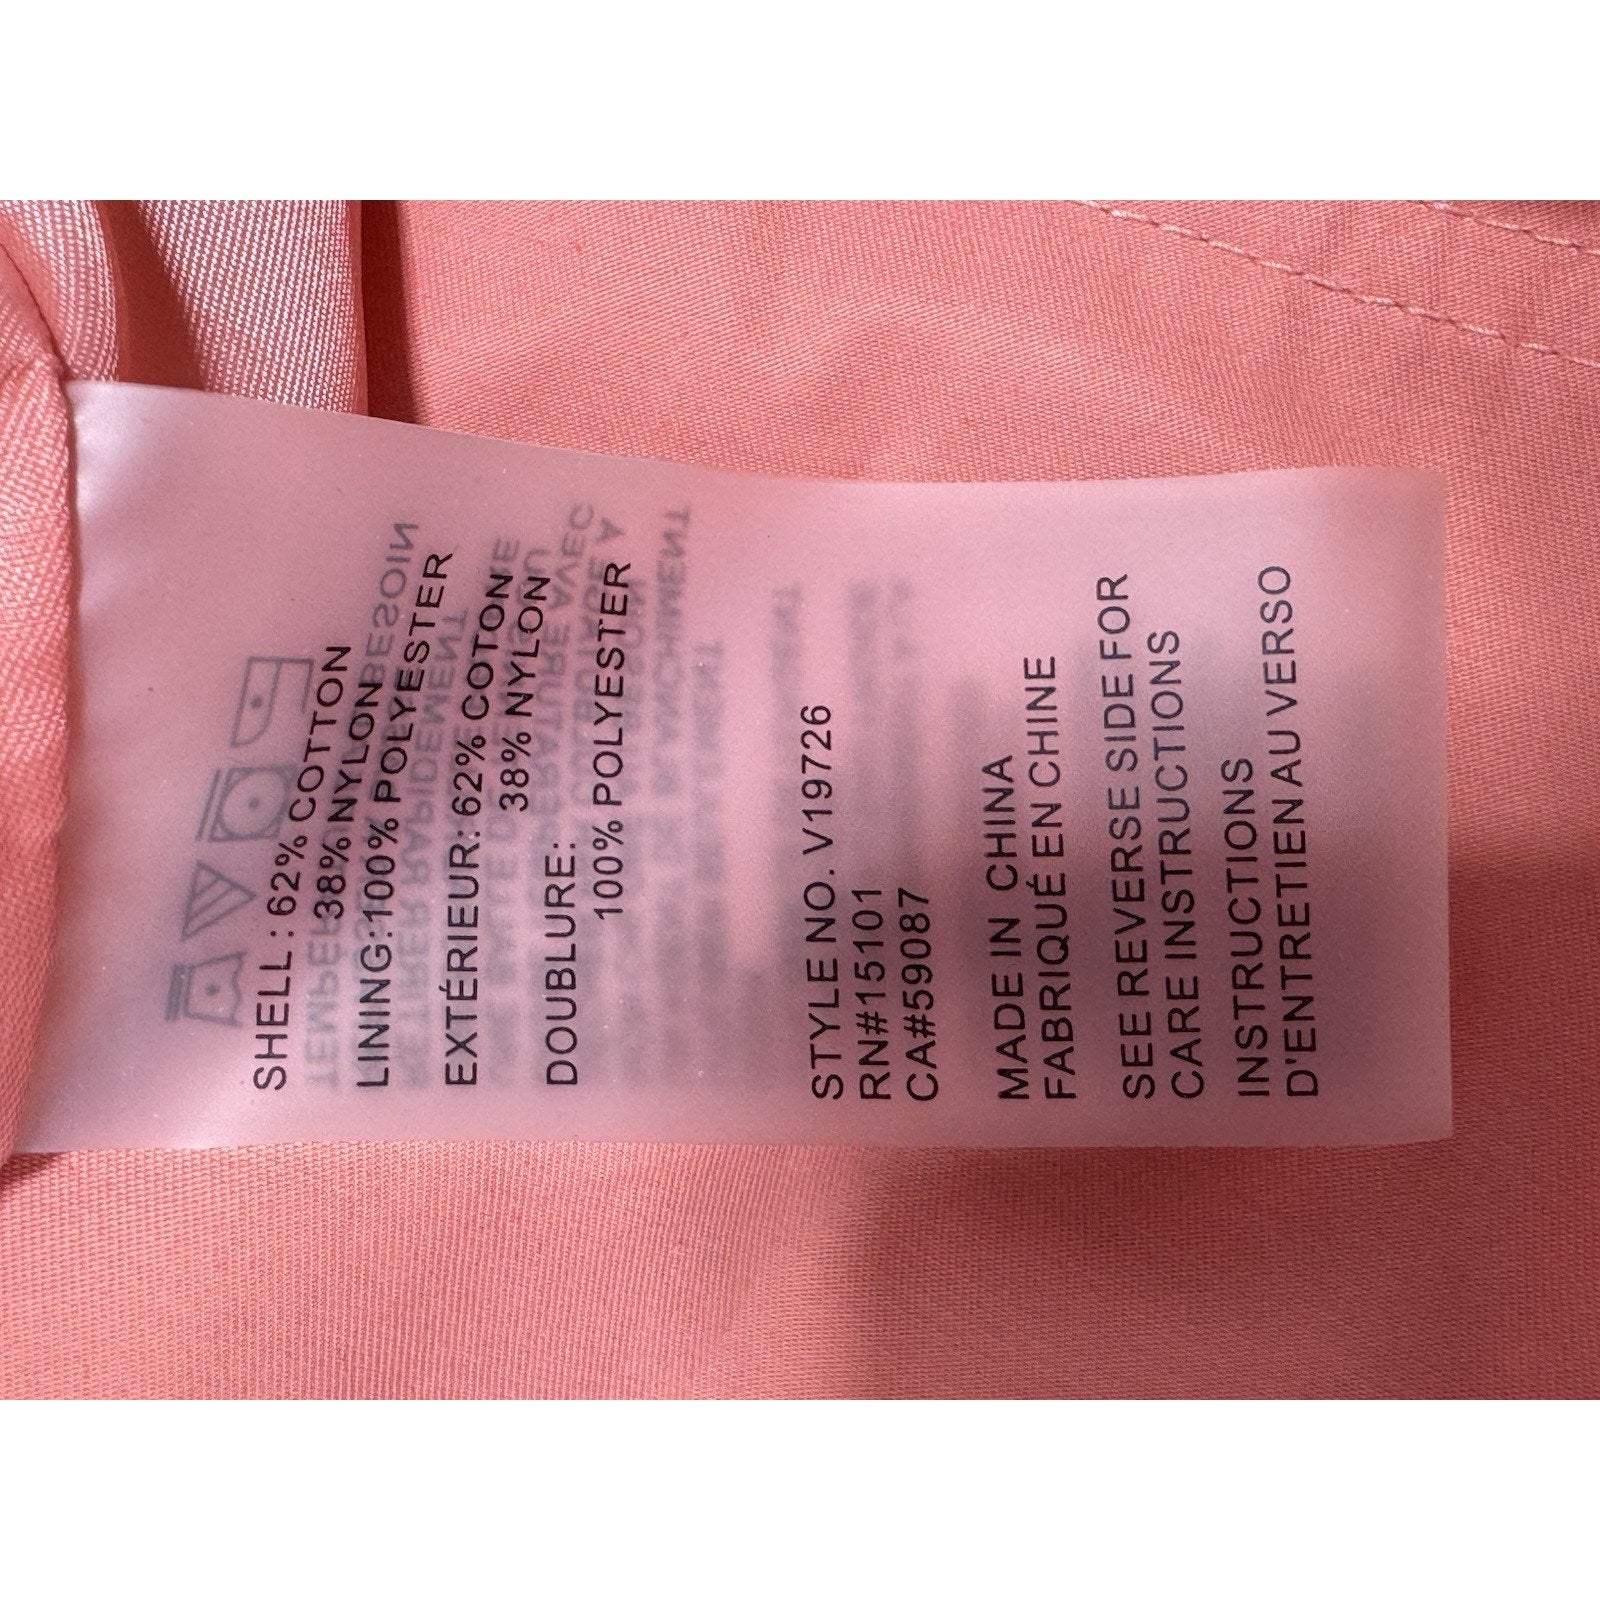 SHELL: 62% COTTON
38% NYLON
LINING:100% POLYESTER
EXTÉRIEUR: 62% COTON
38% NYLON
DOUBLURE:
100% POLYESTER
STYLE NO. V19726
RN#15101
CA#59087
MADE IN CHINA
FABRIQUÉ EN CHINE
SEE REVERSE SIDE FOR
CARE INSTRUCTIONS
INSTRUCTIONS
D'ENTRETIEN AU VERSO